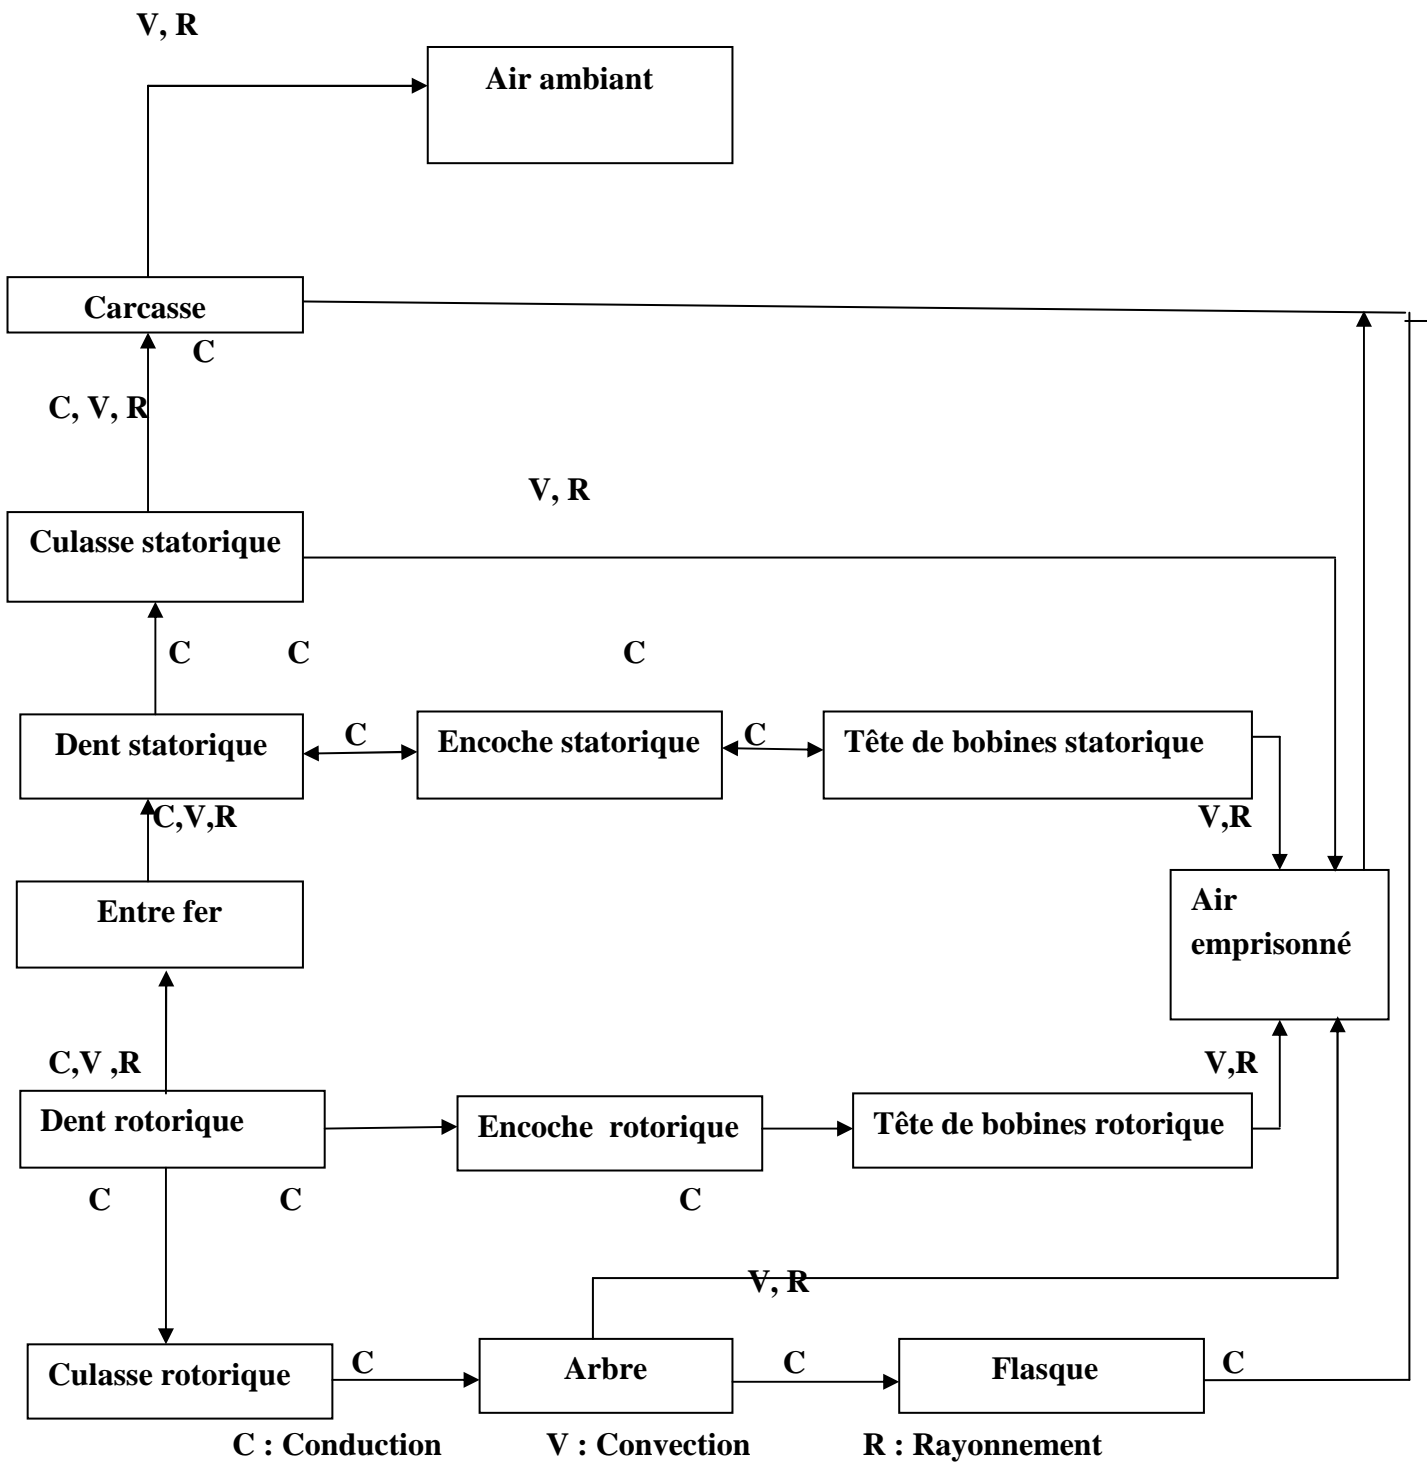 V, R
Air ambiant
Carcasse
C
C, V, R
V, R
Culasse statorique
C C C
Dent statorique
C
Encoche statorique
C
Tête de bobines statorique
C,V,R
V,R
Entre fer
Air
emprisonné
C,V ,R
V,R
Dent rotorique
Encoche rotorique
Tête de bobines rotorique
C C C
V, R
Culasse rotorique
C
Arbre
C
Flasque
C
C : Conduction V : Convection R : Rayonnement